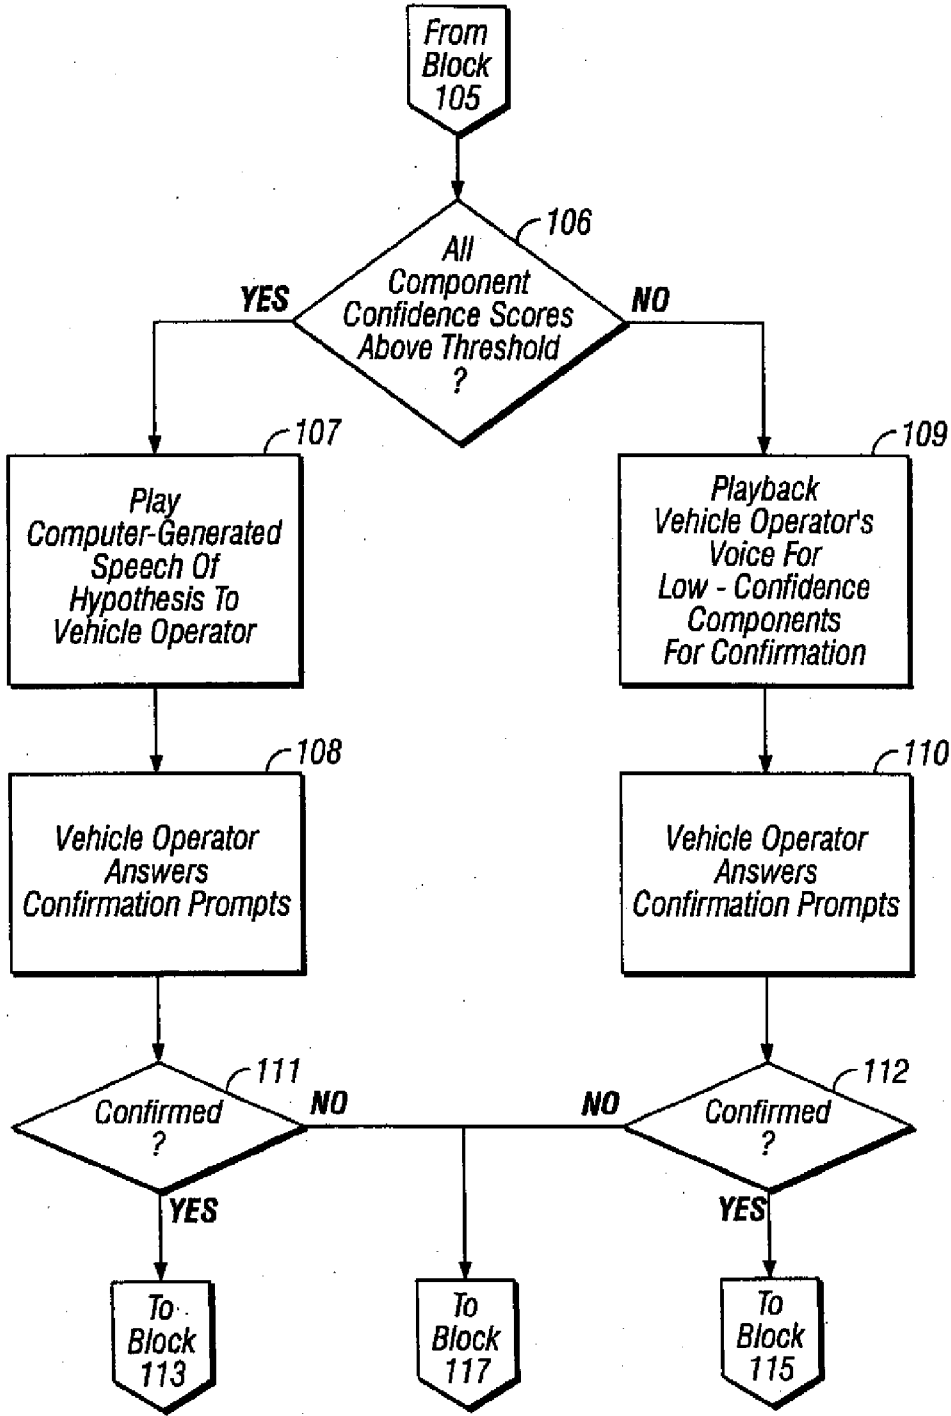 From
Block
105
106
All
Component
Confidence Scores
Above Threshold
?
YES
NO
107
Play
Computer-Generated
Speech Of
Hypothesis To
Vehicle Operator
109
Playback
Vehicle Operator's
Voice For
Low - Confidence
Components
For Confirmation
108
Vehicle Operator
Answers
Confirmation Prompts
110
Vehicle Operator
Answers
Confirmation Prompts
111
Confirmed
?
NO
YES
112
Confirmed
?
NO
YES
To
Block
113
To
Block
117
To
Block
115